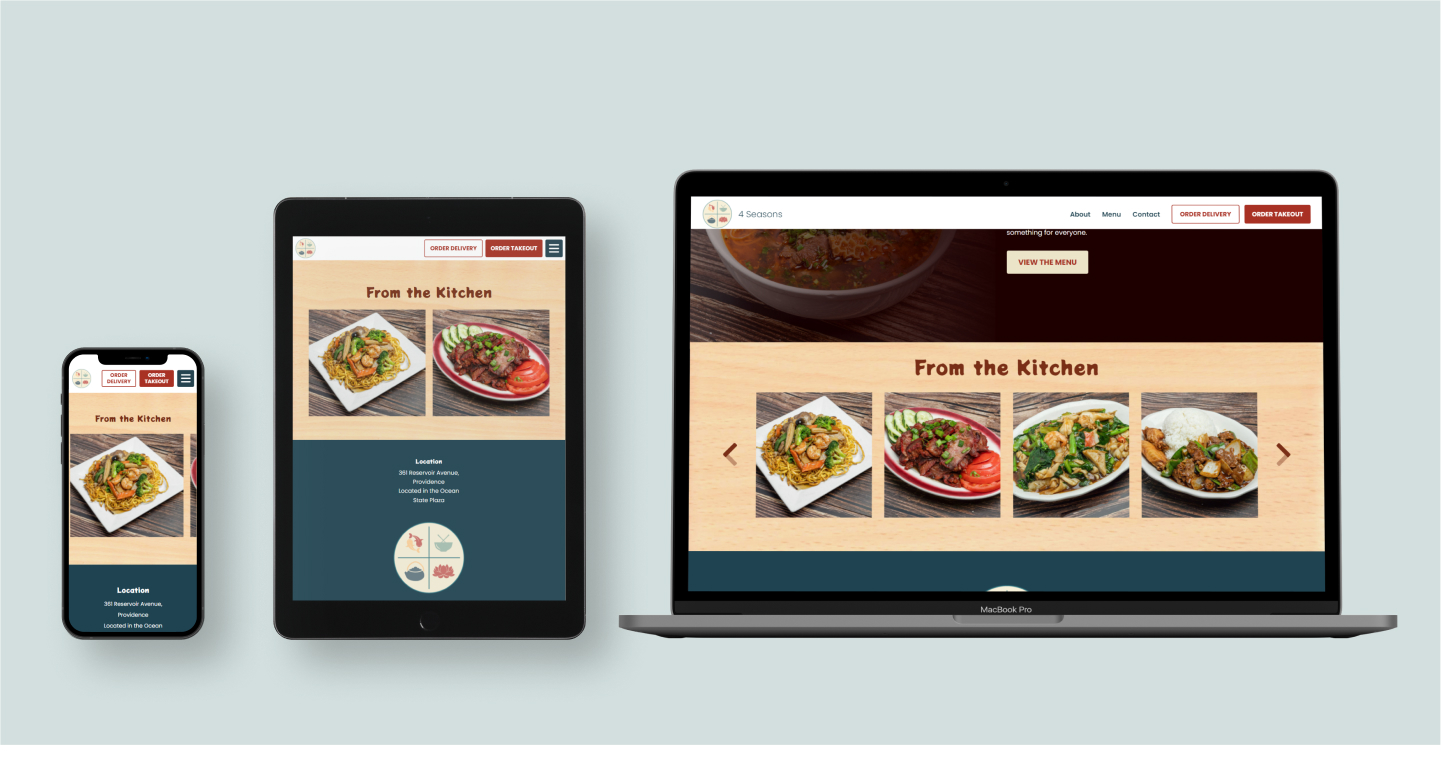 ORDER
DELIVERY
ORDER
TAKEOUT
From the Kitchen
Location
361 Reservoir Avenue,
Providence
Located in the Ocean
ORDER DELIVERY
ORDER TAKEOUT
From the Kitchen
Location
361 Reservoir Avenue,
Providence
Located in the Ocean
State Plaza
4 Seasons
About
Menu
Contact
ORDER DELIVERY
ORDER TAKEOUT
something for everyone.
VIEW THE MENU
From the Kitchen
MacBook Pro